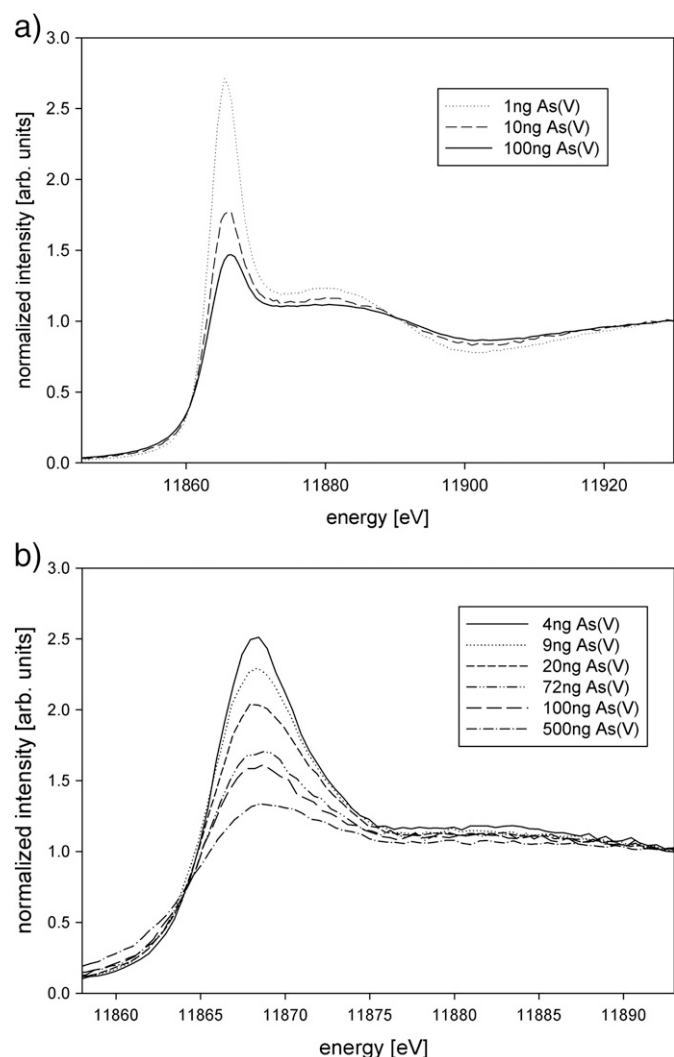 a)
3.0
2.5
2.0
1.5
1.0
0.5
0.0
normalized intensity [arb. units]
1ng As(V)
10ng As(V)
100ng As(V)
11860 11880 11900 11920
energy [eV]
b)
3.0
2.5
2.0
1.5
1.0
0.5
0.0
normalized intensity [arb. units]
4ng As(V)
9ng As(V)
20ng As(V)
72ng As(V)
100ng As(V)
500ng As(V)
11860 11865 11870 11875 11880 11885 11890
energy [eV]